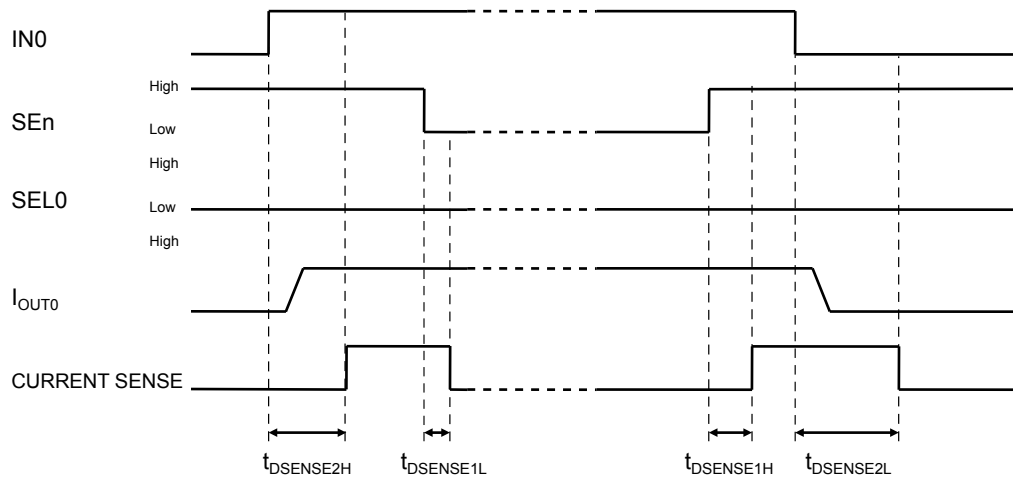 IN0
High
SEn
Low
High
SEL0
Low
High
IOUT0
CURRENT SENSE
tDSENSE2H
tDSENSE1L
tDSENSE1H
tDSENSE2L